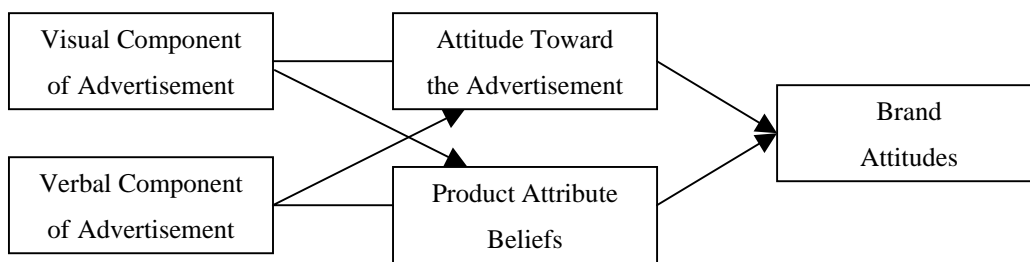 Visual Component
of Advertisement
Attitude Toward
the Advertisement
Brand
Attitudes
Verbal Component
of Advertisement
Product Attribute
Beliefs